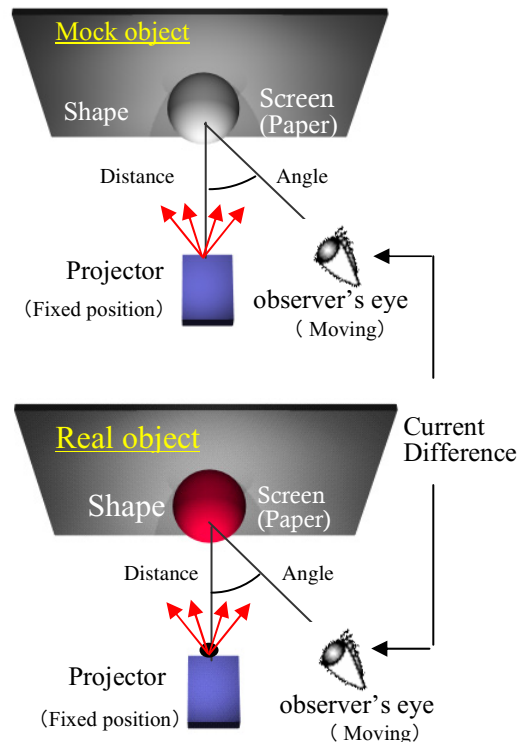 Mock object
Shape
Screen
(Paper)
Distance
Angle
Projector
（Fixed position）
observer's eye
（ Moving）
Current
Difference
Real object
Shape
Screen
(Paper)
Distance
Angle
Projector
（Fixed position）
observer's eye
（ Moving）